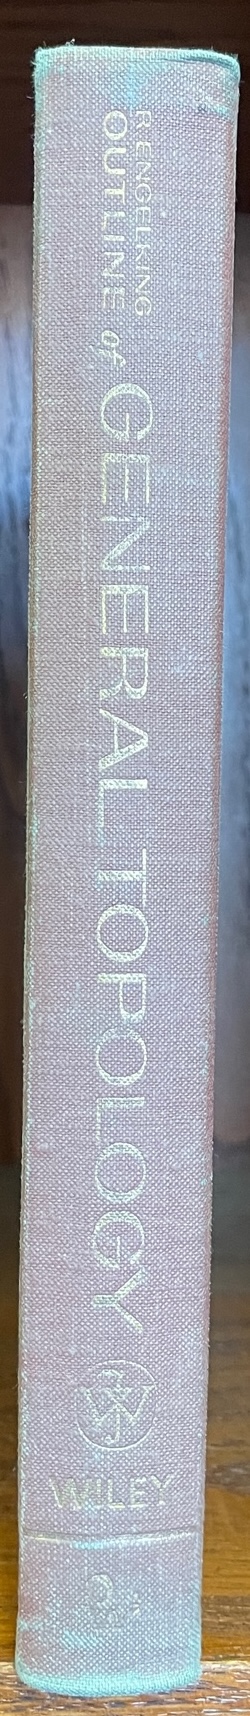 R ENGELKING
OUTLINE of GENERAL TOPOLOGY
WILEY